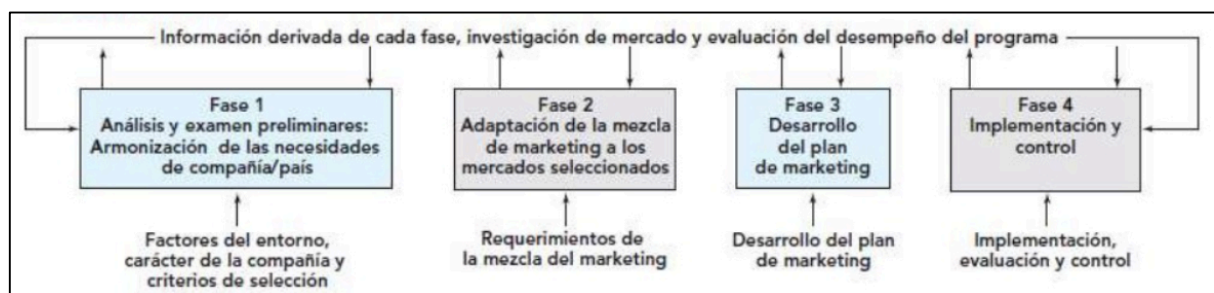 Información derivada de cada fase, investigación de mercado y evaluación del desempeño del programa
Fase 1
Análisis y examen preliminares:
Armonización de las necesidades
de compañía/país
Fase 2
Adaptación de la mezcla
de marketing a los
mercados seleccionados
Fase 3
Desarrollo
del plan
de marketing
Fase 4
Implementación y
control
Factores del entorno,
carácter de la compañía y
criterios de selección
Requerimientos de
la mezcla del marketing
Desarrollo del plan
de marketing
Implementación,
evaluación y control